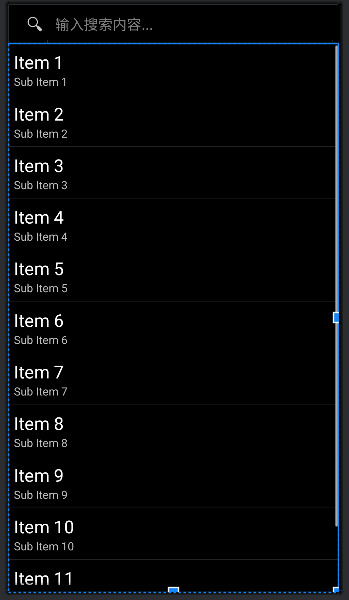 输入搜索内容...
Item 1
Sub Item 1
Item 2
Sub Item 2
Item 3
Sub Item 3
Item 4
Sub Item 4
Item 5
Sub Item 5
Item 6
Sub Item 6
Item 7
Sub Item 7
Item 8
Sub Item 8
Item 9
Sub Item 9
Item 10
Sub Item 10
Item 11